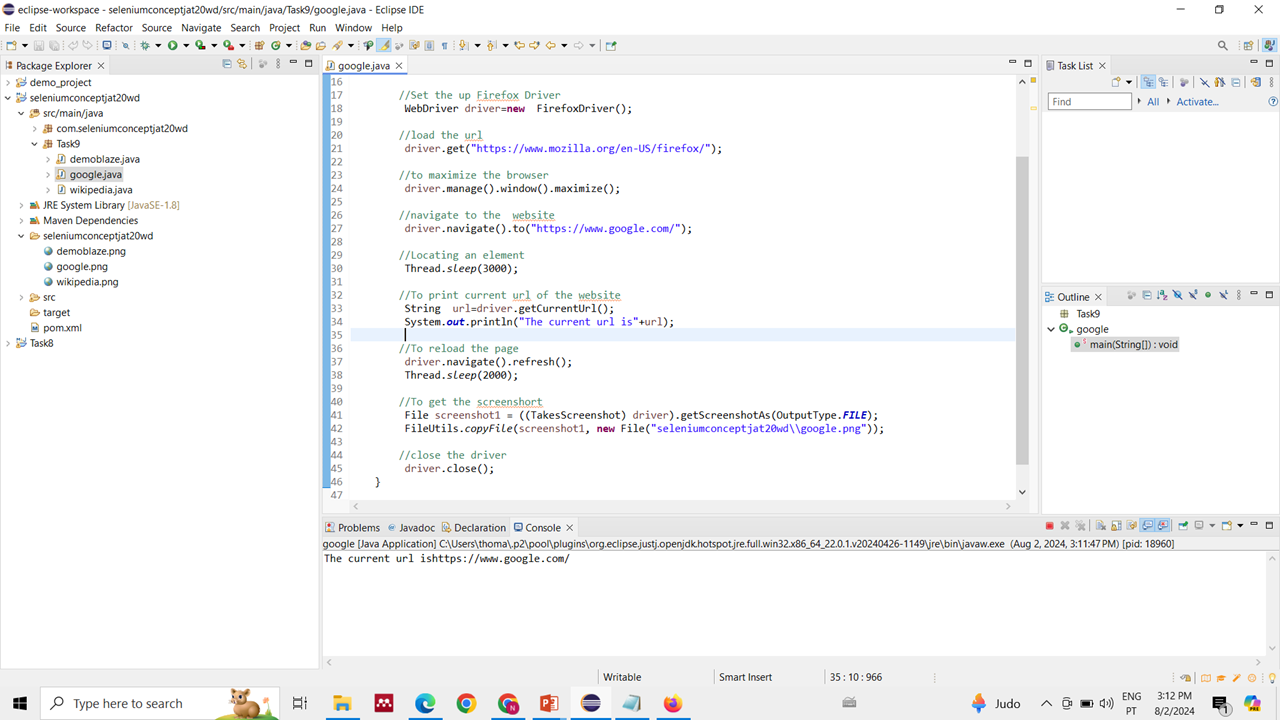 eclipse-workspace - seleniumconceptjat20wd/src/main/java/Task9/google.java - Eclipse IDE
File Edit Source Refactor Source Navigate Search Project Run Window Help
Package Explorer
demo_project
seleniumconceptjat20wd
src/main/java
com.seleniumconceptjat20wd
Task9
demoblaze.java
google.java
wikipedia.java
JRE System Library [JavaSE-1.8]
Maven Dependencies
seleniumconceptjat20wd
demoblaze.png
google.png
wikipedia.png
src
target
pom.xml
Task8
google.java
16
17 //Set the up Firefox Driver
18 WebDriver driver=new  FirefoxDriver();
19
20 //load the url
21 driver.get("https://www.mozilla.org/en-US/firefox/");
22
23 //to maximize the browser
24 driver.manage().window().maximize();
25
26 //navigate to the  website
27 driver.navigate().to("https://www.google.com/");
28
29 //Locating an element
30 Thread.sleep(3000);
31
32 //To print current url of the website
33 String  url=driver.getCurrentUrl();
34 System.out.println("The current url is"+url);
35
36 //To reload the page
37 driver.navigate().refresh();
38 Thread.sleep(2000);
39
40 //To get the screenshort
41 File screenshot1 = ((TakesScreenshot) driver).getScreenshotAs(OutputType.FILE);
42 FileUtils.copyFile(screenshot1, new File("seleniumconceptjat20wd\\google.png"));
43
44 //close the driver
45 driver.close();
46 }
47
Task List
Find All Activate...
Outline
Task9
google
main(String[]) : void
Problems Javadoc Declaration Console
google [Java Application] C:\Users\thoma\.p2\pool\plugins\org.eclipse.justj.openjdk.hotspot.jre.full.win32.x86_64_22.0.1.v20240426-1149\jre\bin\javaw.exe (Aug 2, 2024, 3:11:47 PM) [pid: 18960]
The current url ishttps://www.google.com/
Writable Smart Insert 35 : 10 : 966
Type here to search
Judo
ENG
PT
3:12 PM
8/2/2024
1